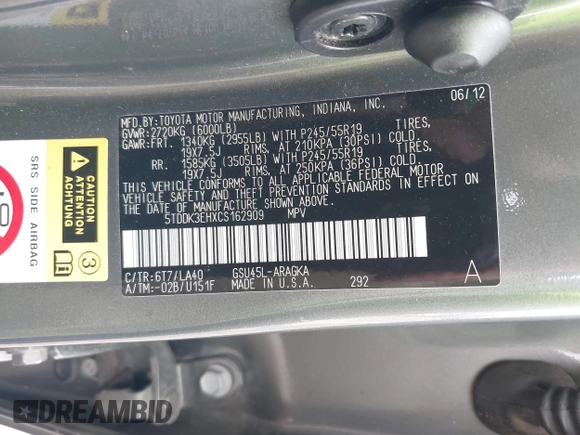 MFD.BY:TOYOTA MOTOR MANUFACTURING, INDIANA, INC. 06/12
GVWR:2720KG (6000LB)
GAWR:FRT. 1340KG (2955LB) WITH P245/55R19 TIRES,
19X7.5J RIMS, AT 210KPA (30PSI) COLD.
RR. 1585KG (3505LB) WITH P245/55R19 TIRES,
19X7.5J RIMS, AT 250KPA (36PSI) COLD.
THIS VEHICLE CONFORMS TO ALL APPLICABLE FEDERAL MOTOR
VEHICLE SAFETY AND THEFT PREVENTION STANDARDS IN EFFECT ON
THE DATE OF MANUFACTURE SHOWN ABOVE.
5TDDK3EHXCS162909 MPV
C/TR:6T7/LA40 GSU45L-ARAGKA
A/TM:-02B/U151F MADE IN U.S.A. 292 A
SRS SIDE AIRBAG
CAUTION
ACHTUNG
ATTENTION
3
DREAMBID